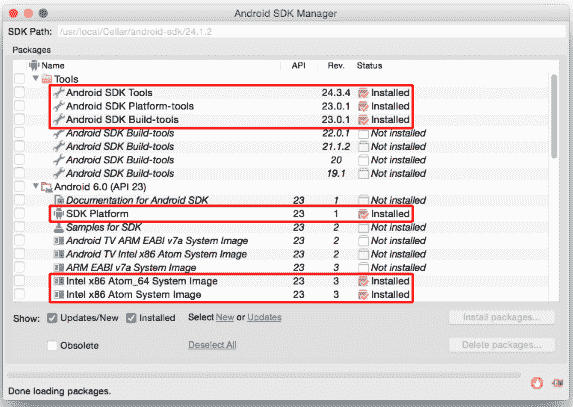 Android SDK Manager
SDK Path: /usr/local/Cellar/android-sdk/24.1.2
Packages
Name API Rev. Status
Tools
Android SDK Tools 24.3.4 Installed
Android SDK Platform-tools 23.0.1 Installed
Android SDK Build-tools 23.0.1 Installed
Android SDK Build-tools 22.0.1 Not installed
Android SDK Build-tools 21.1.2 Not installed
Android SDK Build-tools 20 Not installed
Android SDK Build-tools 19.1 Not installed
Android 6.0 (API 23)
Documentation for Android SDK 23 1 Not installed
SDK Platform 23 1 Installed
Samples for SDK 23 2 Not installed
Android TV ARM EABI v7a System Image 23 2 Not installed
Android TV Intel x86 Atom System Image 23 2 Not installed
ARM EABI v7a System Image 23 3 Not installed
Intel x86 Atom_64 System Image 23 3 Installed
Intel x86 Atom System Image 23 3 Installed
Show: Updates/New Installed Select New or Updates Install packages...
Obsolete Deselect All Delete packages...
Done loading packages.